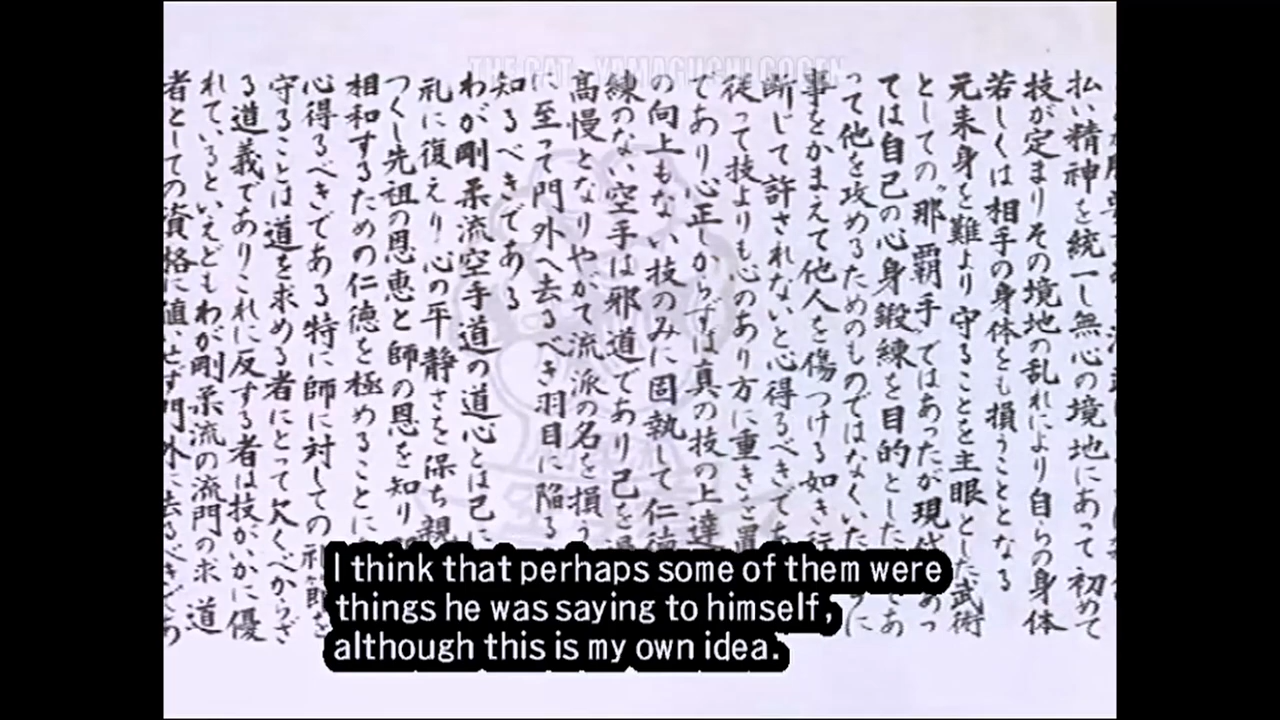 THE CAT - YAMAGUCHI GOGEN
払い精神を統一し無心の境地にあって初めて
技が定まりその境地の乱れにより自らの身体
若しくは相手の身体をも損うこととなる
元来身を難より守ることを主眼とした武術
としての“那覇手”ではあったが現代
ては自己の心身鍛練を目的とした
って他を攻めるためのものではなくいたずらに
事をかまえて他人を傷つける如き行
断じて許されないと心得るべきであ
従って技よりも心のあり方に重きを置
であり心正しからずは真の技の上達
の向上もない技のみに固執して仁徳
練のない空手は邪道であり己を過
高慢となりやがて流派の名を損う
に至って門外へ去るべき羽目に陥る
知るべきである
わが剛柔流空手道の道心とは己に
礼に復えり心の平静さを保ち親
つくし先祖の恩恵と師の恩を知り
相和するための仁徳を極めることに
心得るべきである特に師に対しての礼節を
守ることは道を求める者にとって欠くべからざ
る道義でありこれに反する者は技がいかに優
れているといえどもわが剛柔流の流門の求道
者としての資格に値せず門外に去るべきであ
I think that perhaps some of them were
things he was saying to himself,
although this is my own idea.